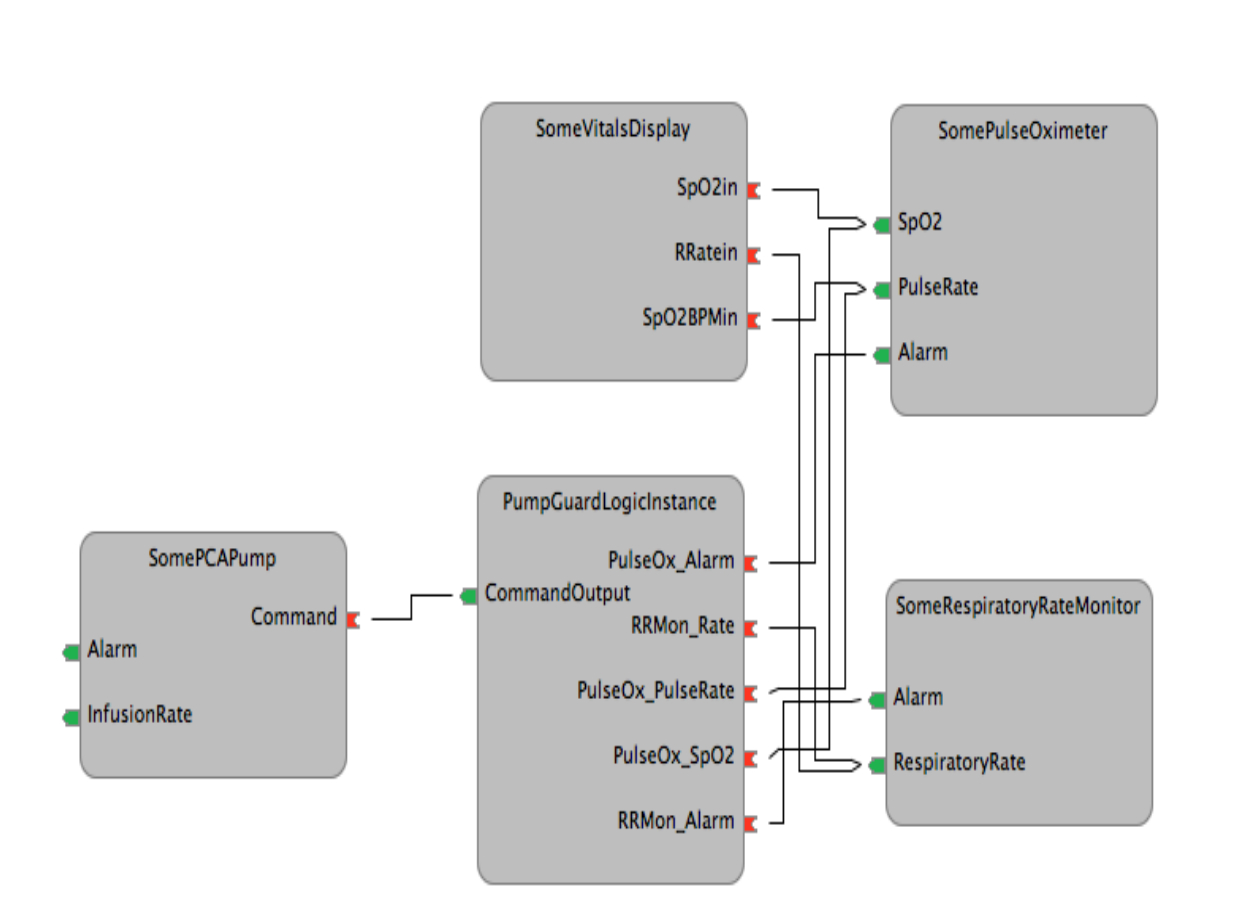 SomeVitalsDisplay
SpO2in
RRatein
SpO2BPMin
SomePulseOximeter
SpO2
PulseRate
Alarm
SomePCAPump
Command
Alarm
InfusionRate
PumpGuardLogicInstance
PulseOx_Alarm
CommandOutput
RRMon_Rate
PulseOx_PulseRate
PulseOx_SpO2
RRMon_Alarm
SomeRespiratoryRateMonitor
Alarm
RespiratoryRate